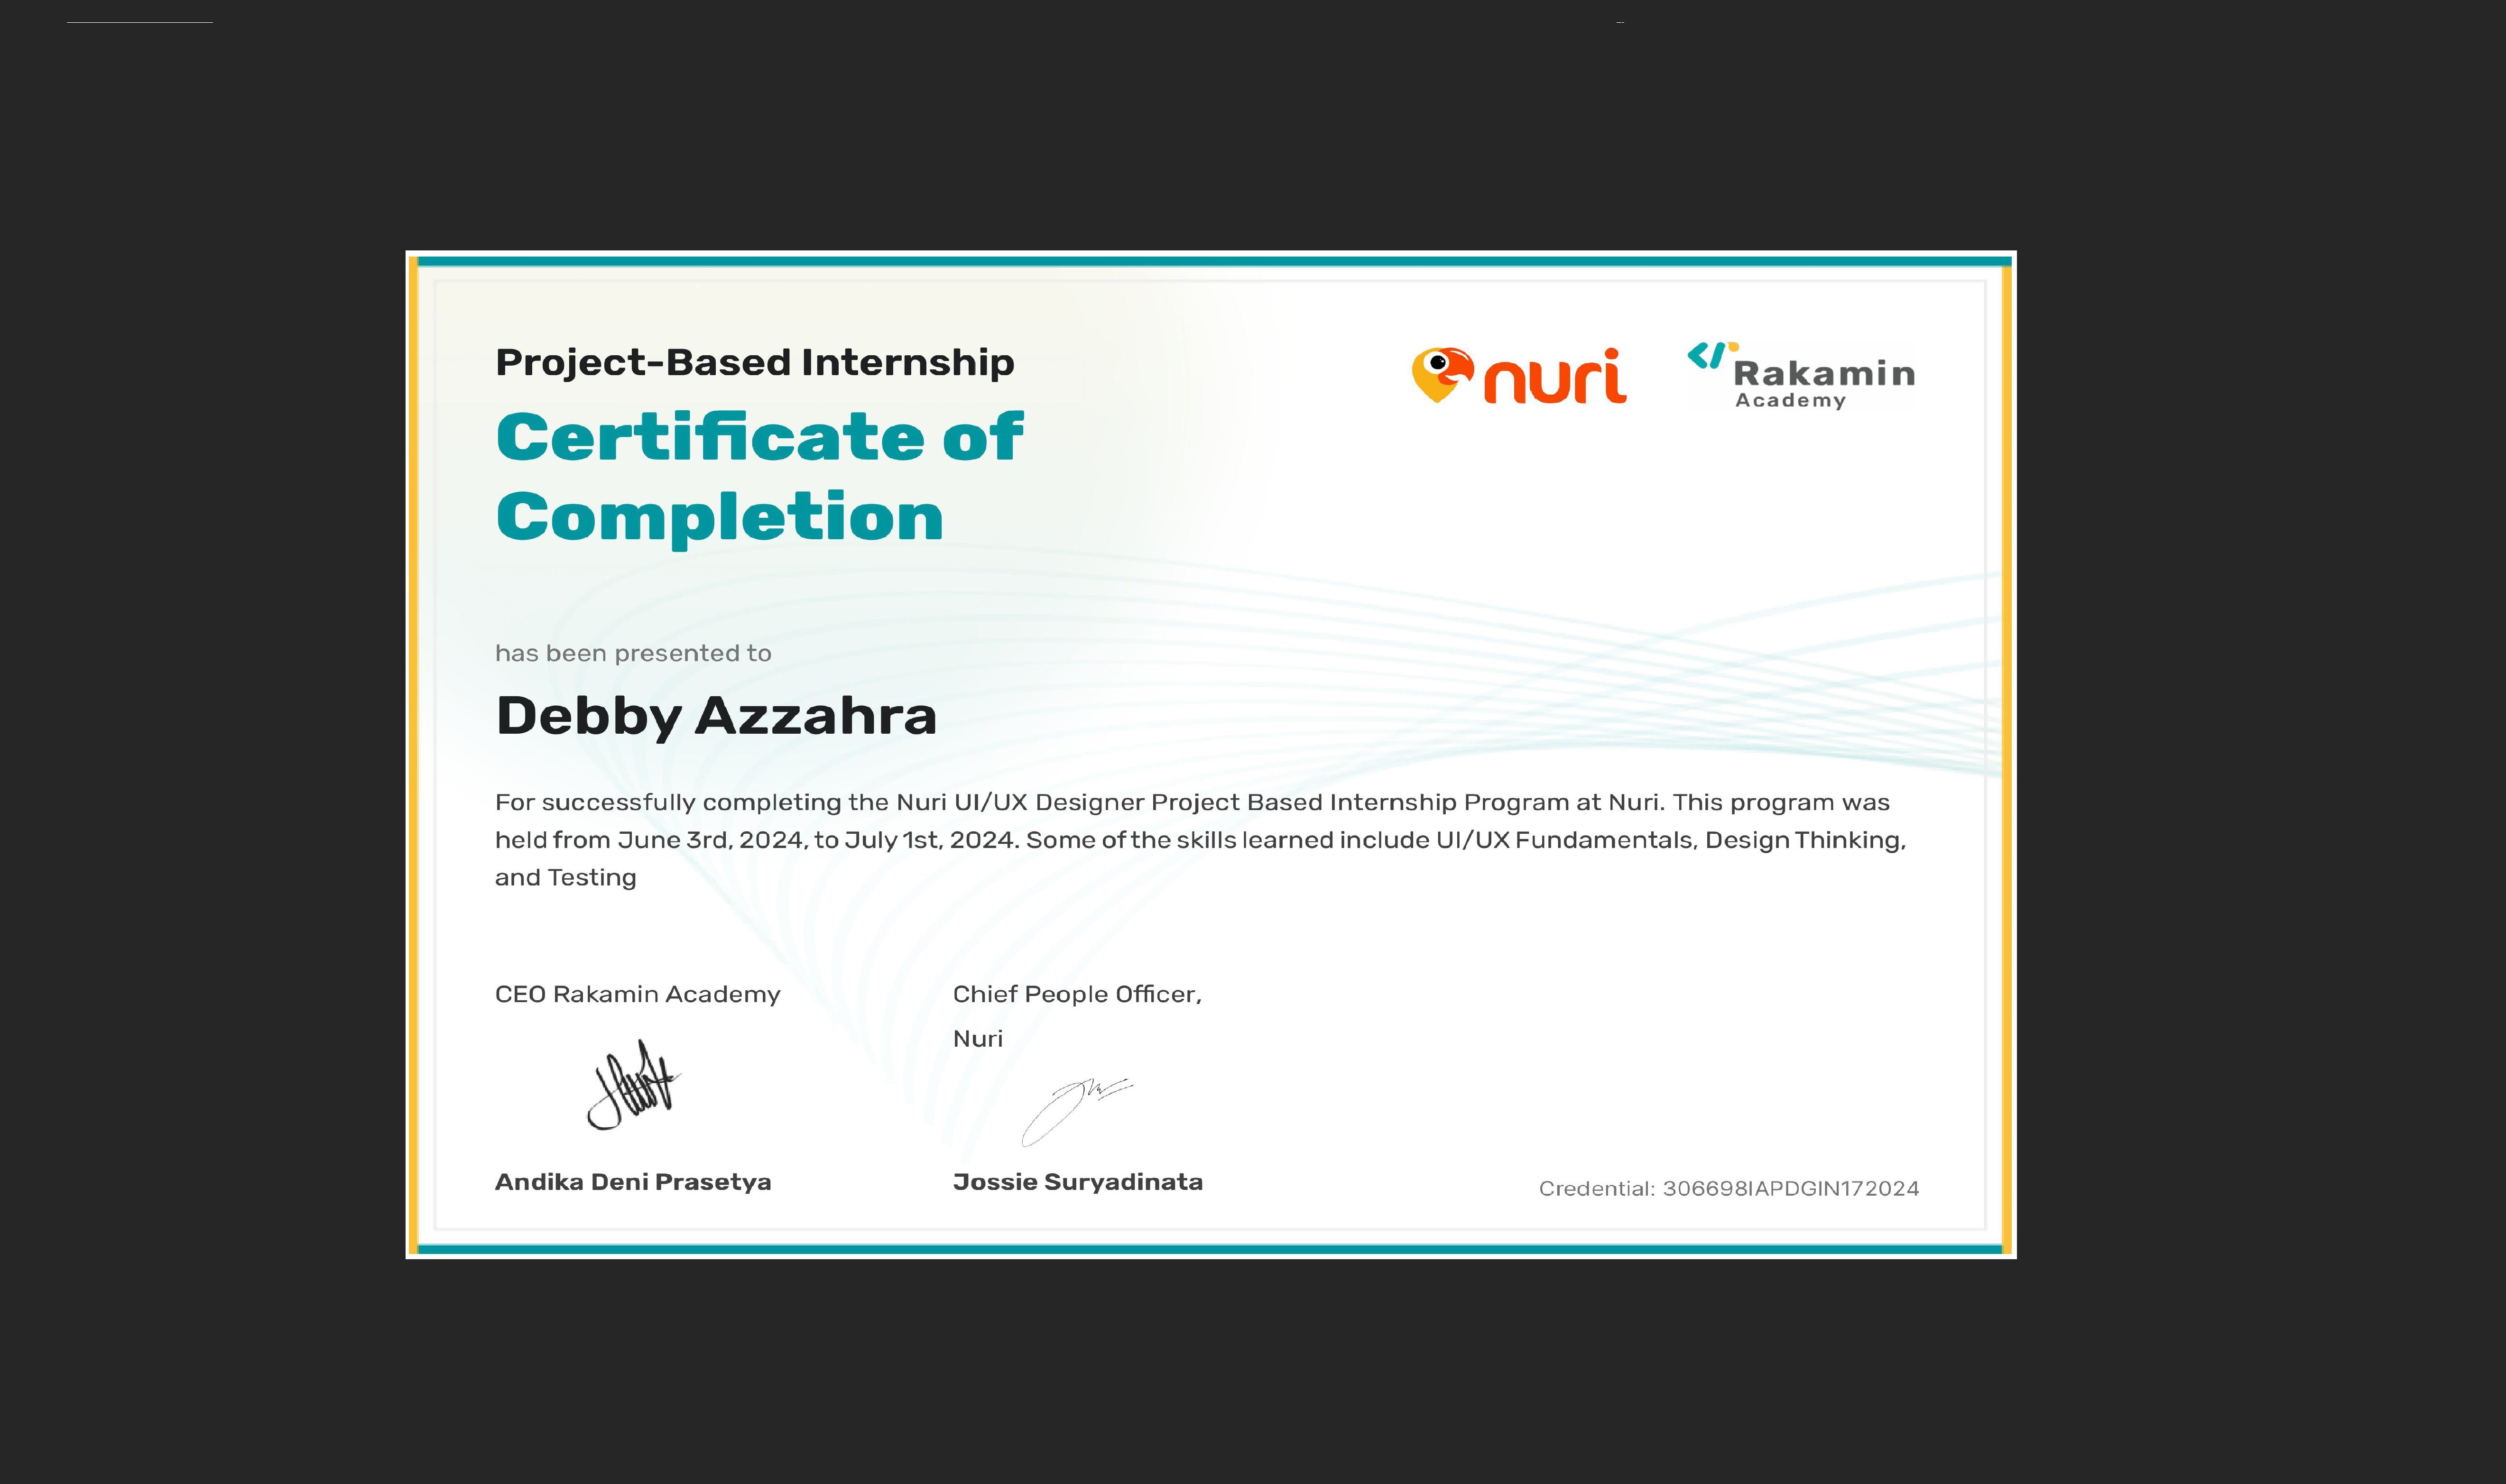 Project-Based Internship
nuri
Rakamin
Academy
Certificate of
Completion
has been presented to
Debby Azzahra
For successfully completing the Nuri UI/UX Designer Project Based Internship Program at Nuri. This program was
held from June 3rd, 2024, to July 1st, 2024. Some of the skills learned include UI/UX Fundamentals, Design Thinking,
and Testing
CEO Rakamin Academy
Chief People Officer,
Nuri
Andika Deni Prasetya
Jossie Suryadinata
Credential: 306698IAPDGIN172024